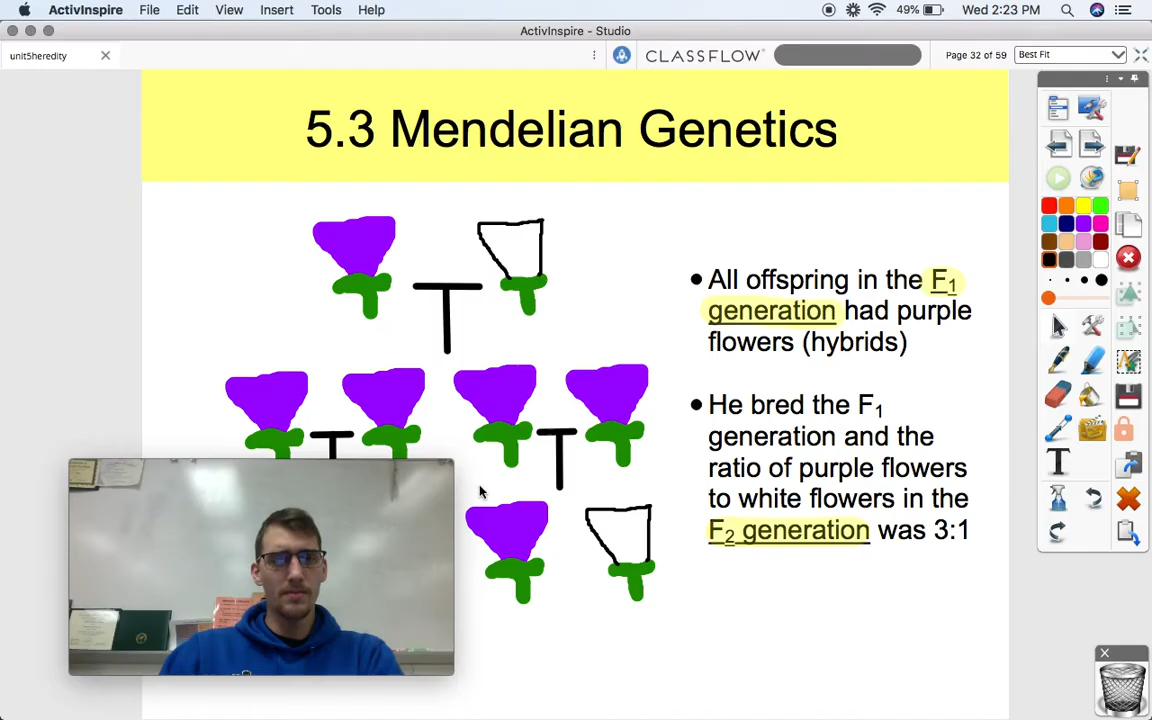 ActivInspire File Edit View Insert Tools Help 49% Wed 2:23 PM
ActivInspire - Studio
unit5heredity CLASSFLOW Page 32 of 59 Best Fit
5.3 Mendelian Genetics
•All offspring in the F₁
generation had purple
flowers (hybrids)
•He bred the F₁
generation and the
ratio of purple flowers
to white flowers in the
F₂ generation was 3:1